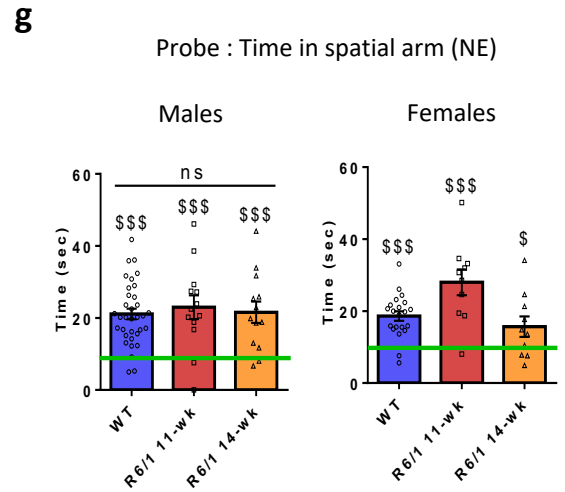 g
Probe : Time in spatial arm (NE)
Males
Females
ns
$$$
$$$
$$$
Time (sec)
60
40
20
0
WT
R6/1 11-wk
R6/1 14-wk
$$$
$$$
$
Time (sec)
60
40
20
0
WT
R6/1 11-wk
R6/1 14-wk